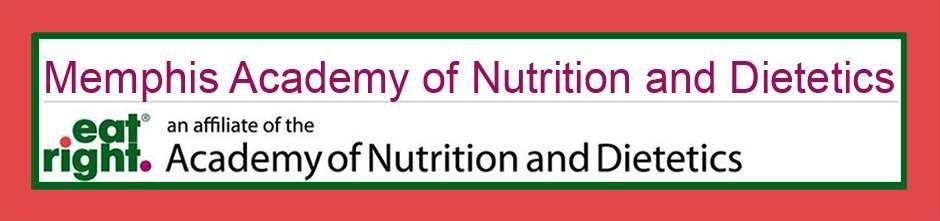 Memphis Academy of Nutrition and Dietetics
eat® an affiliate of the
right. Academy of Nutrition and Dietetics